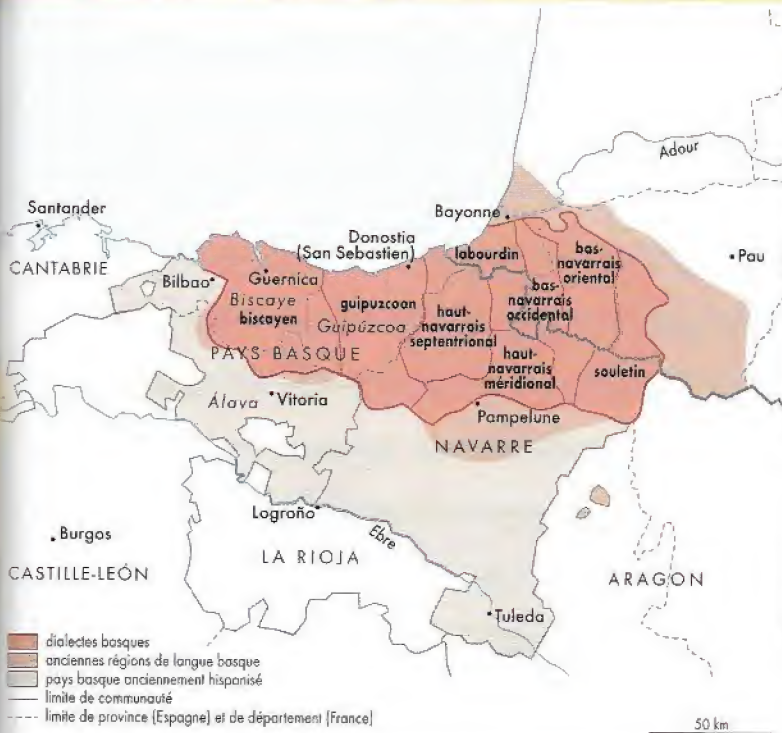 Adour
Santander
Bayonne
Donostia
(San Sebastien)
Pau
CANTABRIE
labourdin
bas-
navarrais
oriental
Bilbao
Guernica
Biscaye
biscayen
guipuzcoan
Guipúzcoa
haut-
navarrais
septentrional
bas-
navarrais
occidental
PAYS BASQUE
haut-
navarrais
méridional
souletin
Álava
Vitoria
Pampelune
NAVARRE
Logroño
Ebre
Burgos
LA RIOJA
CASTILLE-LEÓN
ARAGON
Tuleda
dialectes basques
anciennes régions de langue basque
pays basque anciennement hispanisé
limite de communauté
limite de province (Espagne) et de département (France)
50 km